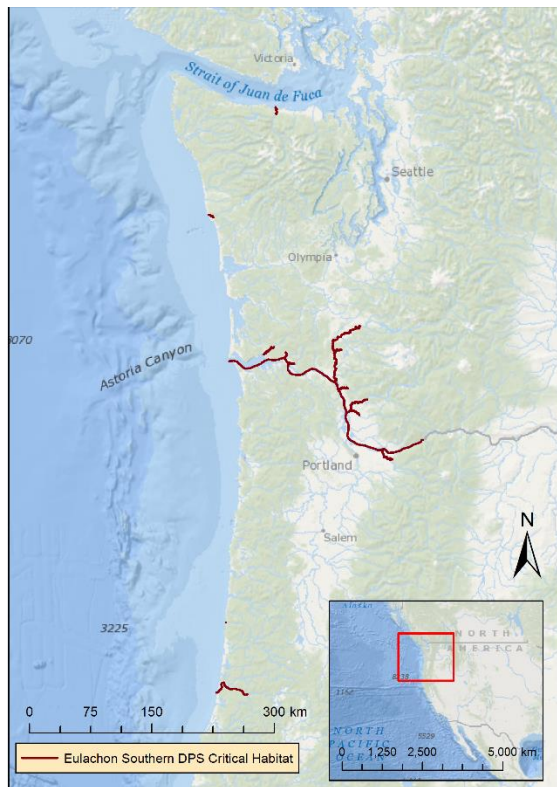 Victoria
Strait of Juan de Fuca
Seattle
Olympia
Astoria Canyon
Portland
N
Salem
3225
NORTH
AMERICA
0 75 150 300 km
Eulachon Southern DPS Critical Habitat
5529
NORTH
PACIFIC
OCEAN
0 1,250 2,500 5,000 km